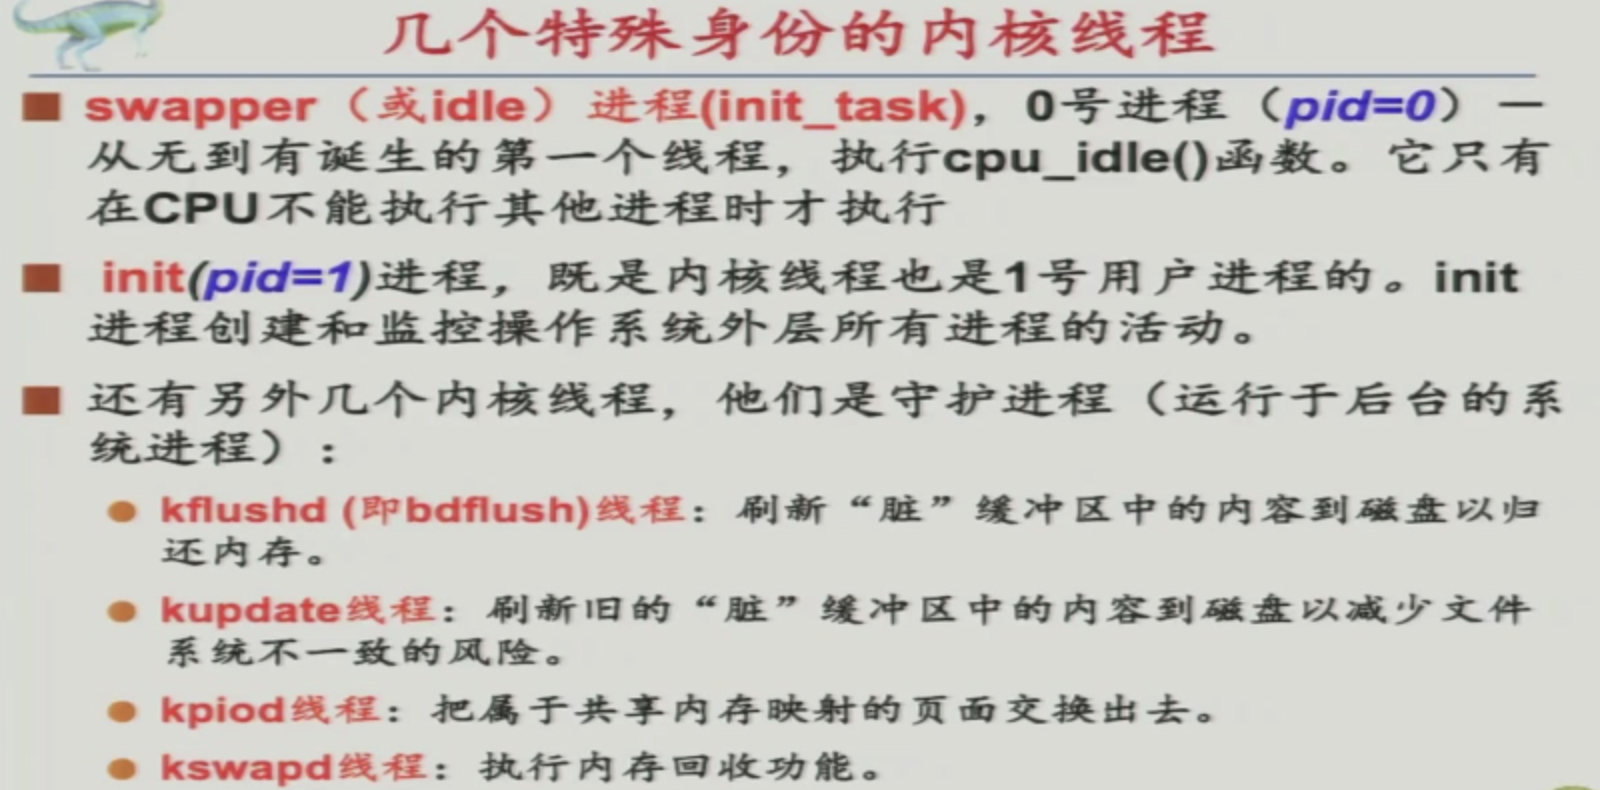 几个特殊身份的内核线程
swapper（或idle）进程(init_task)，0号进程（pid=0）—
从无到有诞生的第一个线程，执行cpu_idle()函数。它只有
在CPU不能执行其他进程时才执行
init(pid=1)进程，既是内核线程也是1号用户进程的。init
进程创建和监控操作系统外层所有进程的活动。
还有另外几个内核线程，他们是守护进程（运行于后台的系
统进程）：
kflushd (即bdflush)线程：刷新“脏”缓冲区中的内容到磁盘以归
还内存。
kupdate线程：刷新旧的“脏”缓冲区中的内容到磁盘以减少文件
系统不一致的风险。
kpiod线程：把属于共享内存映射的页面交换出去。
kswapd线程：执行内存回收功能。